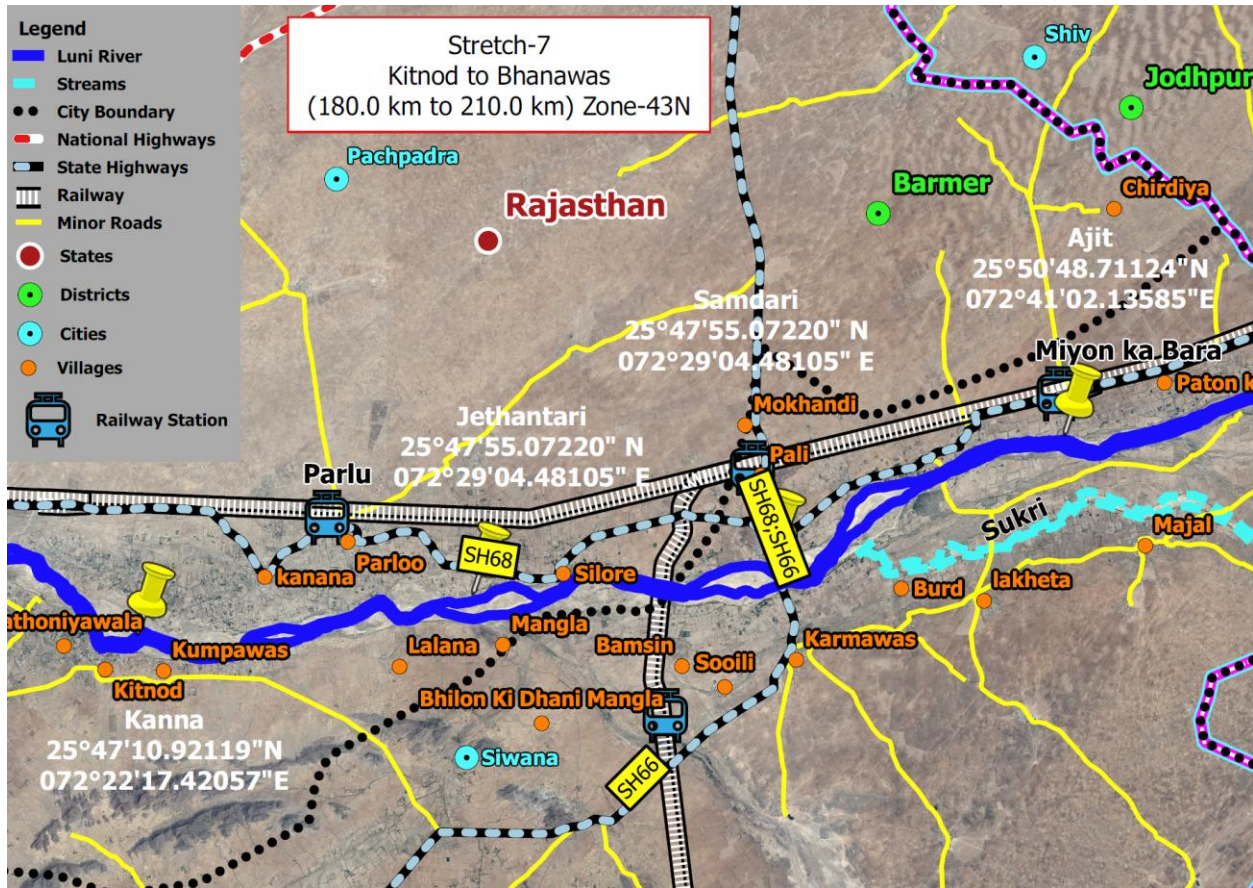 Legend
Luni River
Streams
City Boundary
National Highways
State Highways
Railway
Minor Roads
States
Districts
Cities
Villages
Railway Station
Stretch-7
Kitnod to Bhanawas
(180.0 km to 210.0 km) Zone-43N
Shiv
Jodhpur
Pachpadra
Rajasthan
Barmer
Chirdiya
Ajit
25°50'48.71124"N
072°41'02.13585"E
Samdari
25°47'55.07220" N
072°29'04.48105" E
Miyon ka Bara
Paton k
Mokhandi
Jethantari
25°47'55.07220" N
072°29'04.48105" E
Pali
Parlu
SH68;SH66
Sukri
Majal
Parloo
SH68
kanana
Silore
Burd
lakheta
athoniyawala
Kumpawas
Mangla
Lalana
Bamsin
Sooili
Karmawas
Kitnod
Bhilon Ki Dhani Mangla
Kanna
25°47'10.92119"N
072°22'17.42057"E
Siwana
SH66